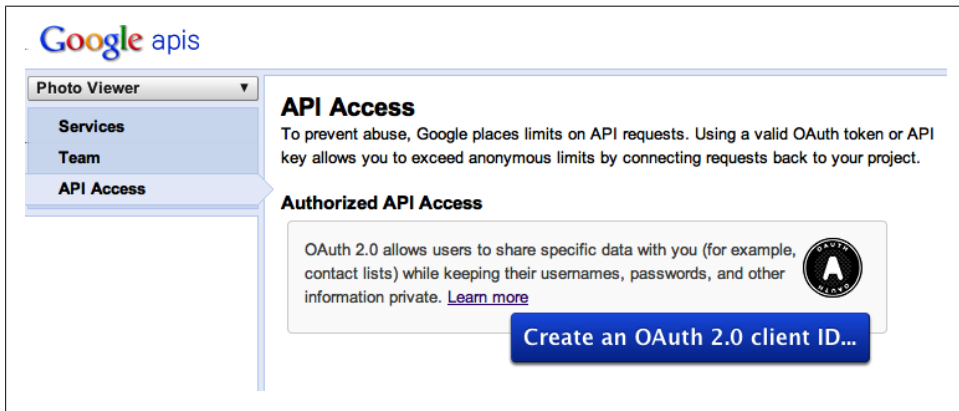 Google apis
Photo Viewer ▼
Services
Team
API Access
API Access
To prevent abuse, Google places limits on API requests. Using a valid OAuth token or API
key allows you to exceed anonymous limits by connecting requests back to your project.
Authorized API Access
OAuth 2.0 allows users to share specific data with you (for example,
contact lists) while keeping their usernames, passwords, and other
information private. Learn more
OAUTH
A
OAUTH
Create an OAuth 2.0 client ID...